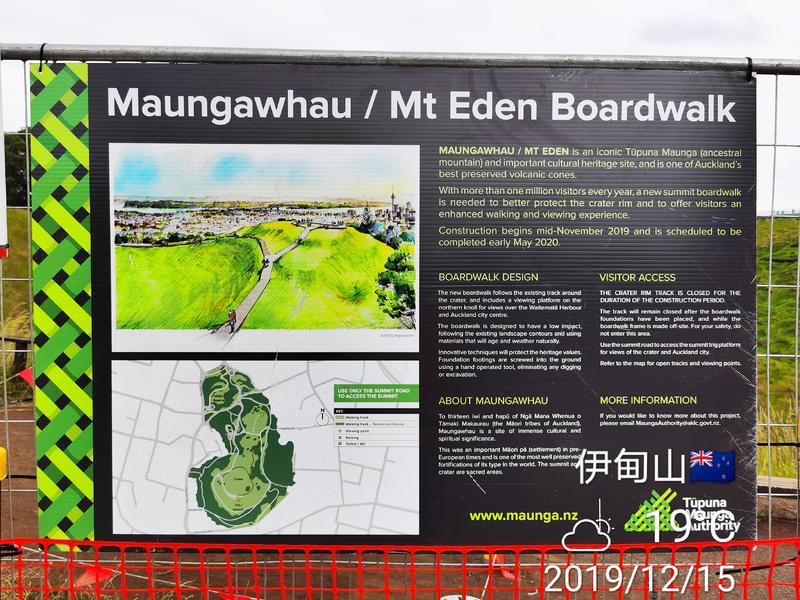 Maungawhau / Mt Eden Boardwalk
MAUNGAWHAU / MT EDEN is an iconic Tūpuna Maunga (ancestral
mountain) and important cultural heritage site, and is one of Auckland's
best preserved volcanic cones.
With more than one million visitors every year, a new summit boardwalk
is needed to better protect the crater rim and to offer visitors an
enhanced walking and viewing experience.
Construction begins mid-November 2019 and is scheduled to be
completed early May 2020.
Artist's impression
BOARDWALK DESIGN
The new boardwalk follows the existing track around
the crater, and includes a viewing platform on the
northern knoll for views over the Waitematā Harbour
and Auckland city centre.
The boardwalk is designed to have a low impact,
following the existing landscape contours and using
materials that will age and weather naturally.
Innovative techniques will protect the heritage values.
Foundation footings are screwed into the ground
using a hand operated tool, eliminating any digging
or excavation.
VISITOR ACCESS
THE CRATER RIM TRACK IS CLOSED FOR THE
DURATION OF THE CONSTRUCTION PERIOD.
The track will remain closed after the boardwalk
foundations have been placed, and while the
boardwalk frame is made off-site. For your safety, do
not enter this area.
Use the summit road to access the summit trig platform
for views of the crater and Auckland city.
Refer to the map for open tracks and viewing points.
USE ONLY THE SUMMIT ROAD
TO ACCESS THE SUMMIT.
N
KEY
Walking track
Walking track - Temporary Closure
Viewing point
Parking
Toilets / WC
ABOUT MAUNGAWHAU
To thirteen iwi and hapū of Ngā Mana Whenua o
Tāmaki Makaurau (the Māori tribes of Auckland),
Maungawhau is a site of immense cultural and
spiritual significance.
This was an important Māori pā (settlement) in pre-
European times and is one of the most well preserved
fortifications of its type in the world. The summit and
crater are sacred areas.
MORE INFORMATION
If you would like to know more about this project,
please email MaungaAuthority@aklc.govt.nz.
伊甸山🇳🇿
www.maunga.nz
Tūpuna
Maunga
Authority
19°C
2019/12/15